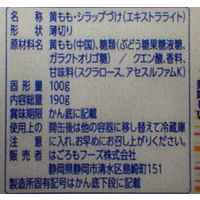 名称 黄もも・シラップづけ(エキストラライト)
形状 薄切り
原材料名 黄もも(中国)、糖類(ぶどう糖果糖液糖、
ガラクトオリゴ糖)/クエン酸、香料、
甘味料(スクラロース、アセスルファムK)
固形量 100g
内容総量 190g
賞味期限 かん底に記載
使用上の 開缶後は他の容器に移し替えて冷蔵庫
注意 に入れ、お早めにお召し上がりください。
販売者 はごろもフーズ株式会社
静岡県静岡市清水区島崎町151
製造所固有記号はかん底下段に記載